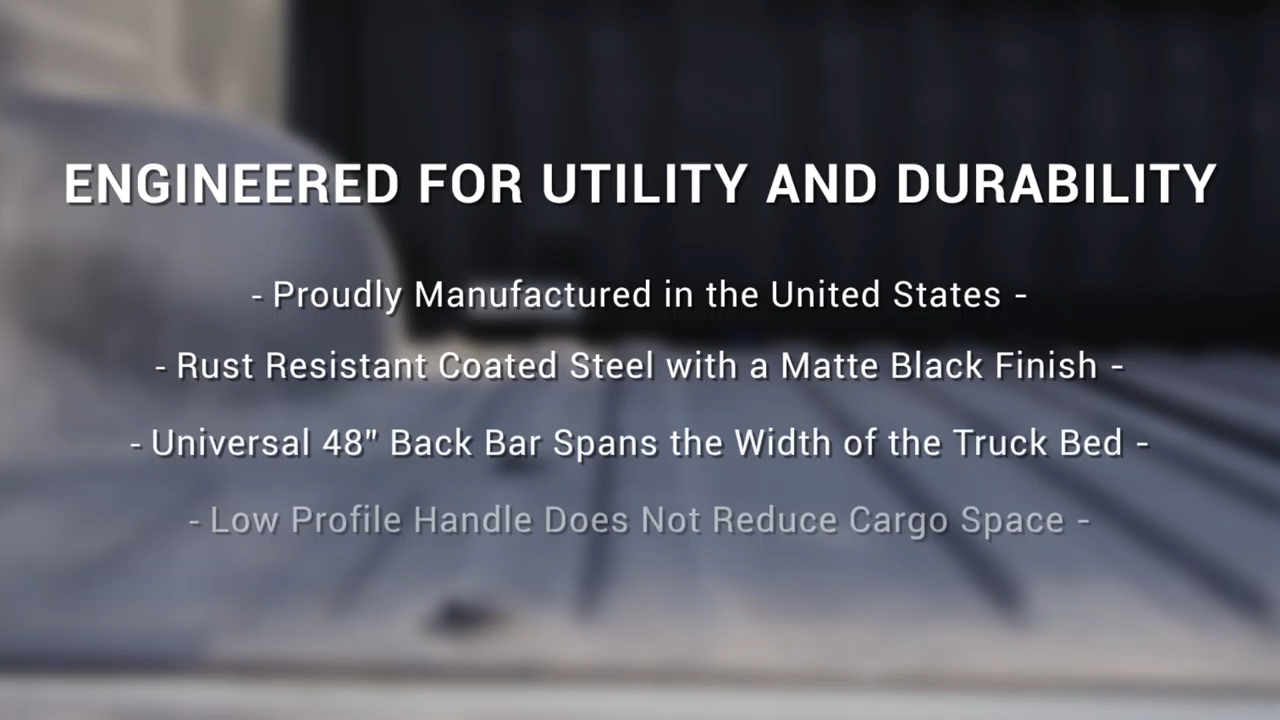 ENGINEERED FOR UTILITY AND DURABILITY
- Proudly Manufactured in the United States -
- Rust Resistant Coated Steel with a Matte Black Finish -
- Universal 48" Back Bar Spans the Width of the Truck Bed -
- Low Profile Handle Does Not Reduce Cargo Space -